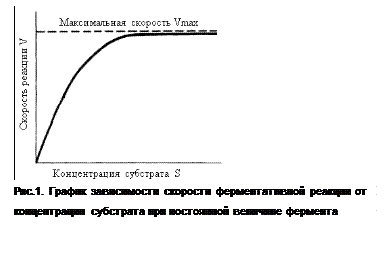 Максимальная скорость Vmax
Скорость реакции V
Концентрация субстрата S
Рис.1. График зависимости скорости ферментативной реакции от
концентрации субстрата при постоянной величине фермента